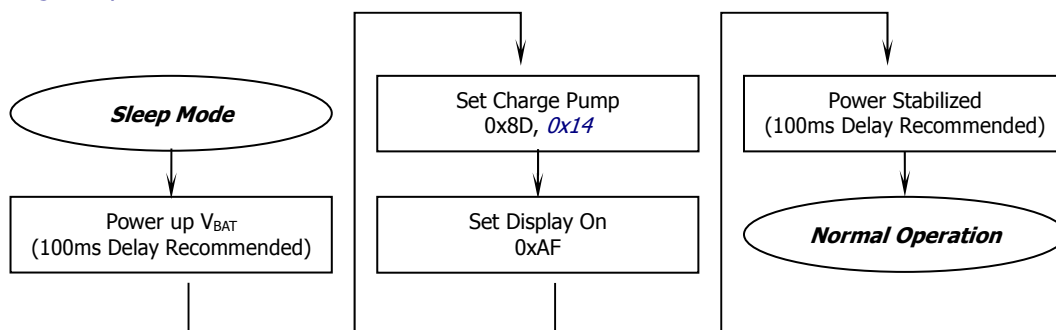 Sleep Mode
Power up VBAT
(100ms Delay Recommended)
Set Charge Pump
0x8D, 0x14
Set Display On
0xAF
Power Stabilized
(100ms Delay Recommended)
Normal Operation